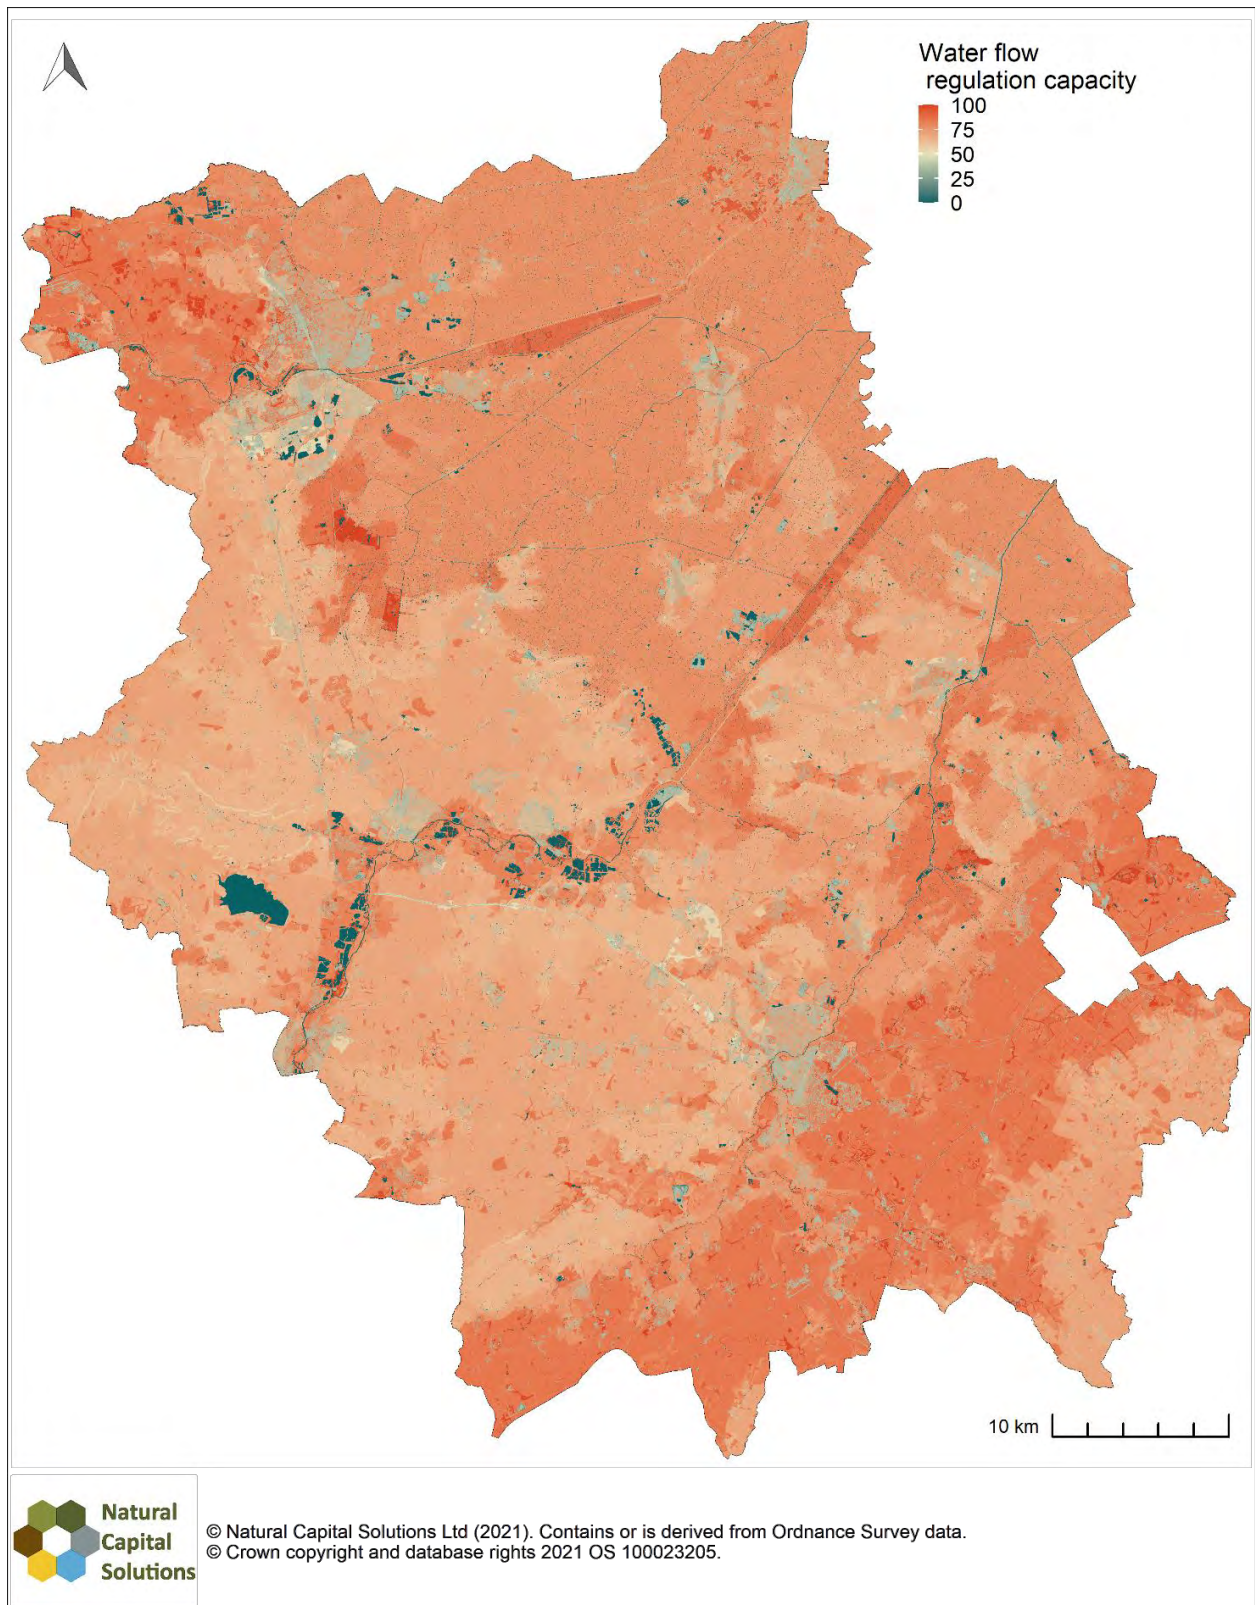 Water flow
regulation capacity
100
75
50
25
0
10 km
Natural
Capital
Solutions
© Natural Capital Solutions Ltd (2021). Contains or is derived from Ordnance Survey data.
© Crown copyright and database rights 2021 OS 100023205.